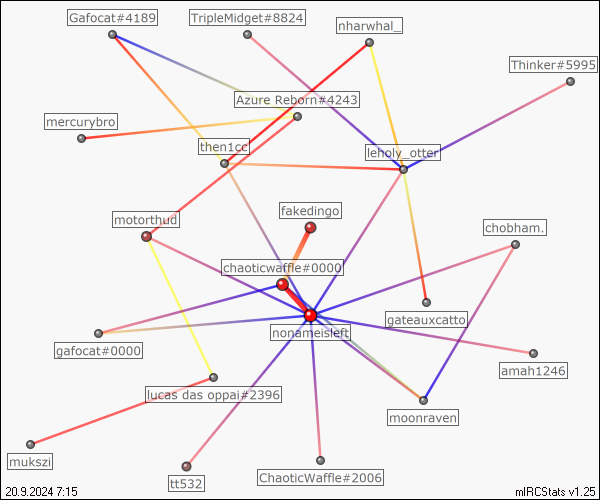 Gafocat#4189
TripleMidget#8824
nharwhal_
Thinker#5995
Azure Reborn#4243
mercurybro
then1cc
leholy_otter
fakedingo
motorthud
chobham.
chaoticwaffle#0000
nonameisleft
gateauxcatto
gafocat#0000
amah1246
lucas das oppai#2396
moonraven
mukszi
tt532
ChaoticWaffle#2006
20.9.2024 7:15
mIRCStats v1.25